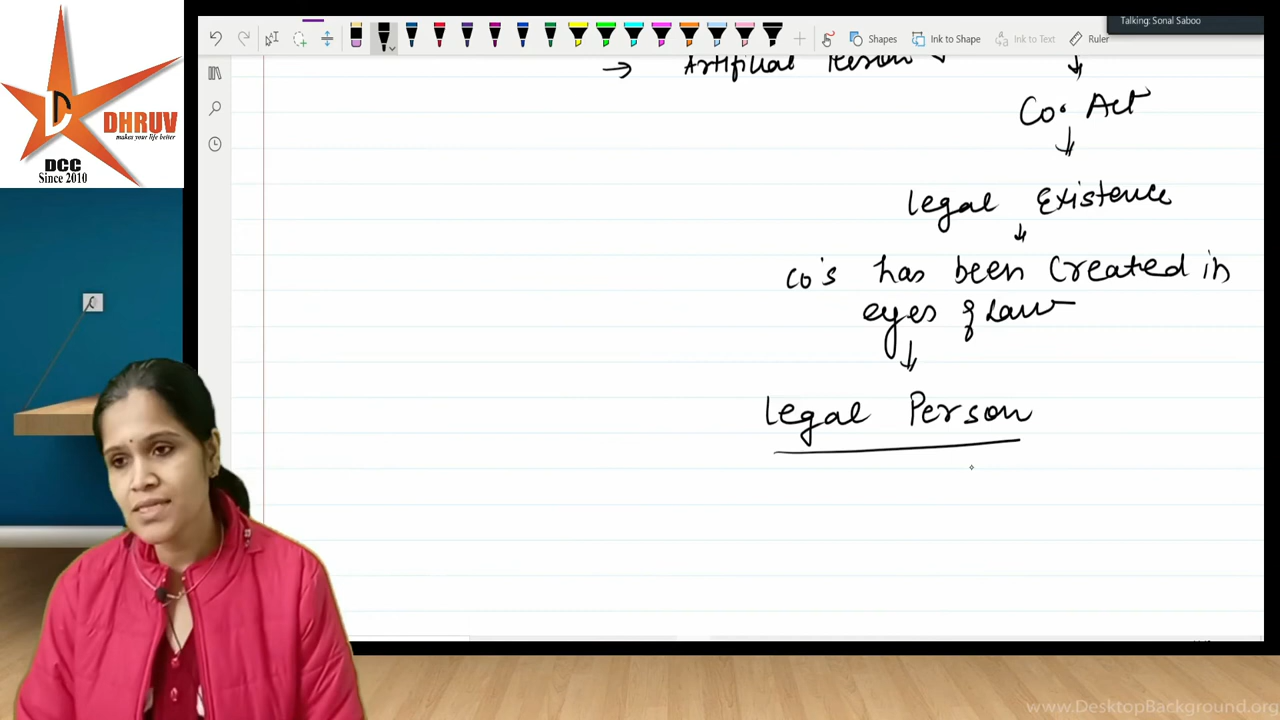 Talking: Sonal Saboo
Shapes
Ink to Shape
Ink to Text
Ruler
DHRUV
makes your life better
DCC
Since 2010
→ Artifilial Person
Co. Act
legal Existence
co's has been Created in
eyes of Law
legal Person
www.DesktopBackground.org